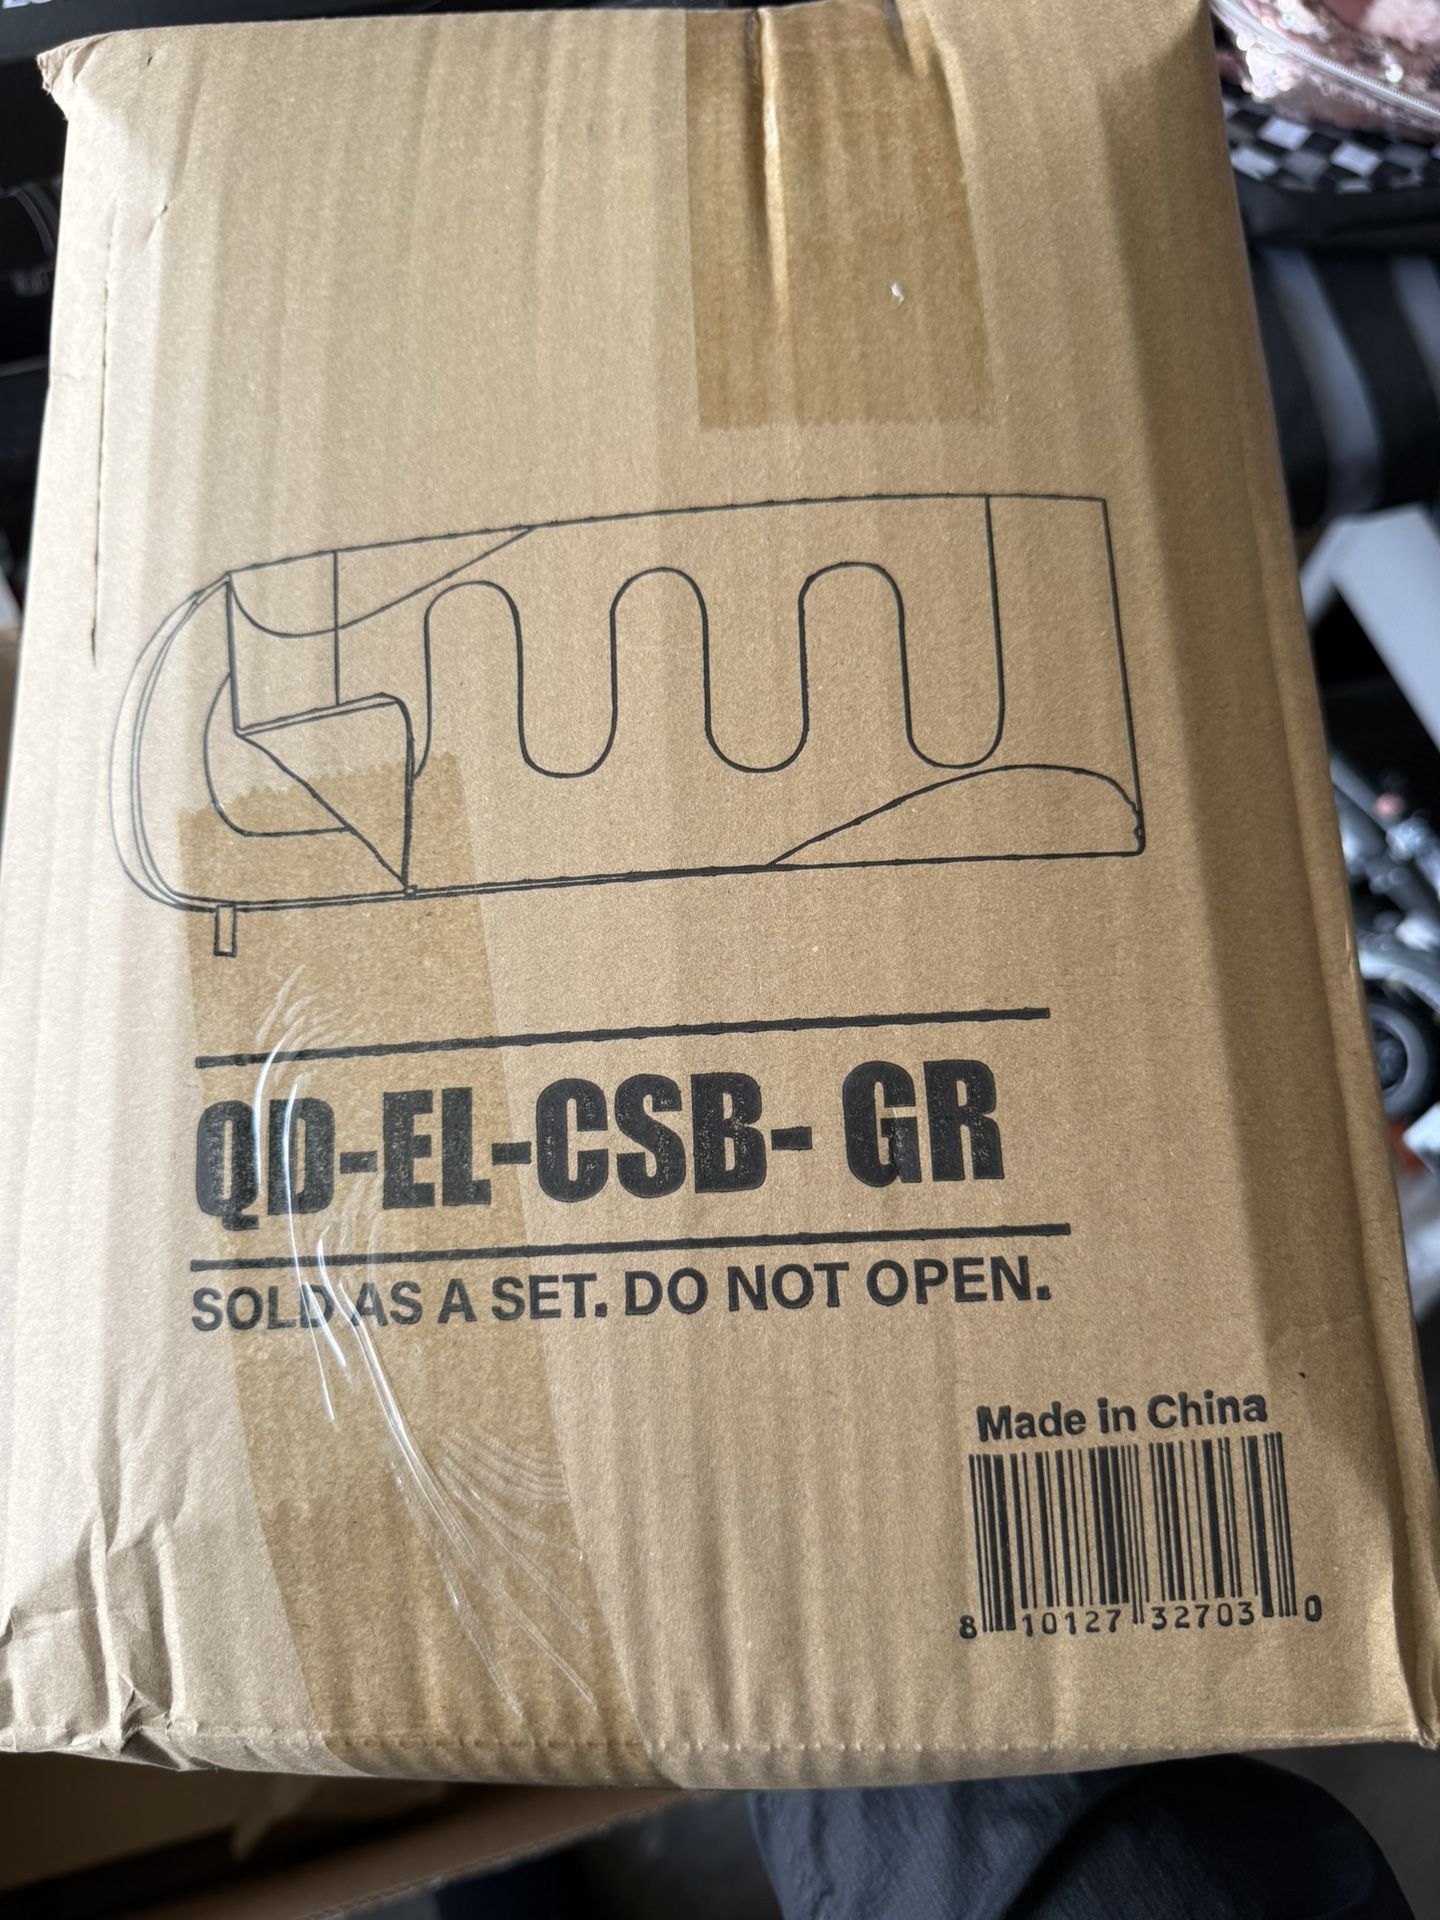 QD-EL-CSB- GR
SOLD AS A SET. DO NOT OPEN.
Made in China
8 10127 32703 0